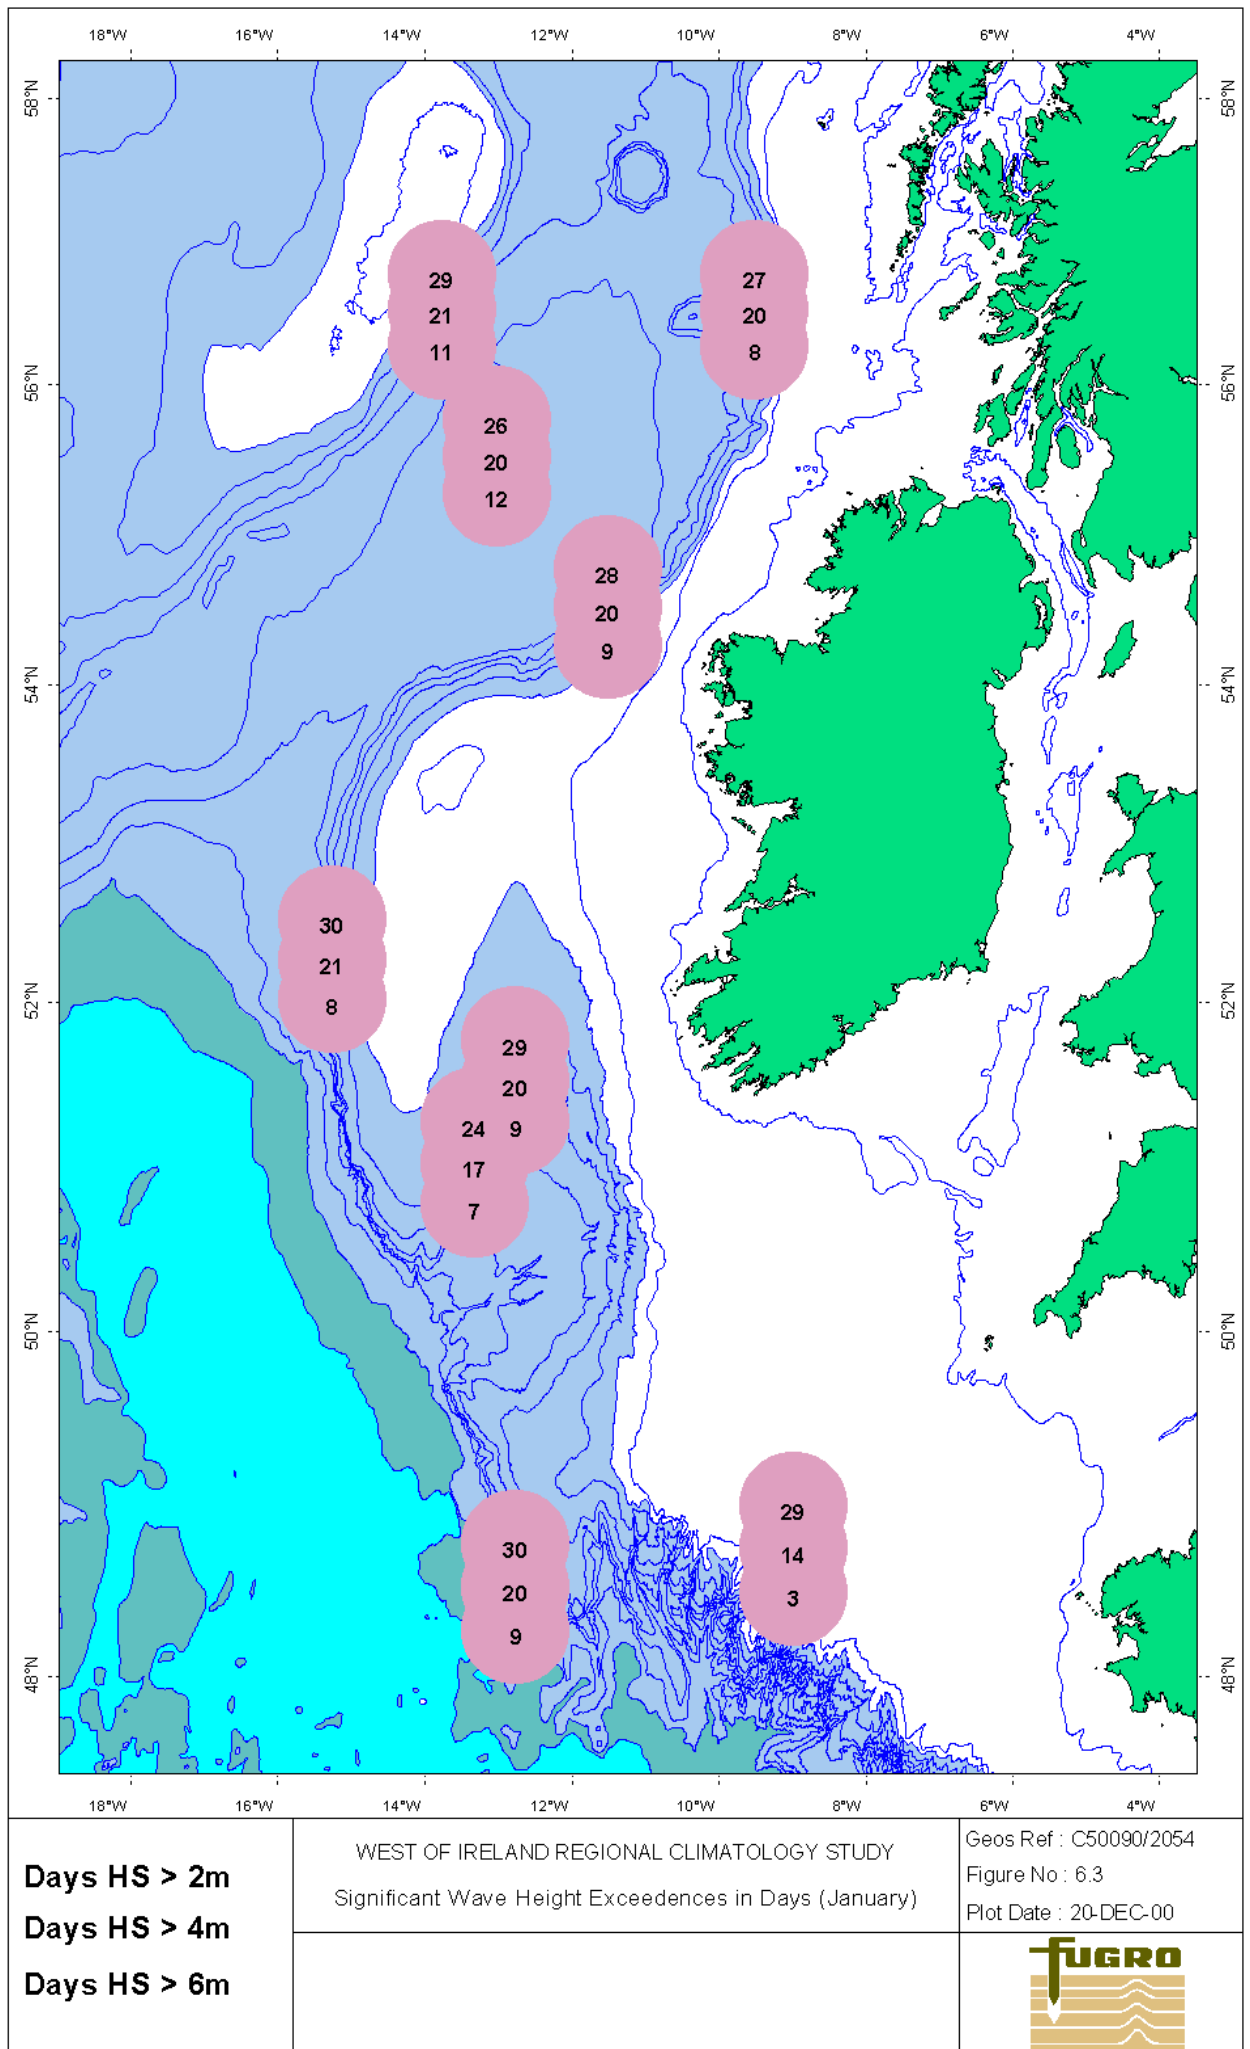 18°W 16°W 14°W 12°W 10°W 8°W 6°W 4°W
58°N 58°N
29 27
21 20
11 8
56°N 56°N
26
20
12
28
20
9
54°N 54°N
30
21
8
52°N 52°N
29
20
24 9
17
7
50°N 50°N
29
30
14
20
3
9
48°N 48°N
18°W 16°W 14°W 12°W 10°W 8°W 6°W 4°W
Days HS > 2m
Days HS > 4m
Days HS > 6m
WEST OF IRELAND REGIONAL CLIMATOLOGY STUDY
Significant Wave Height Exceedences in Days (January)
Geos Ref : C50090/2054
Figure No : 6.3
Plot Date : 20-DEC-00
FUGRO